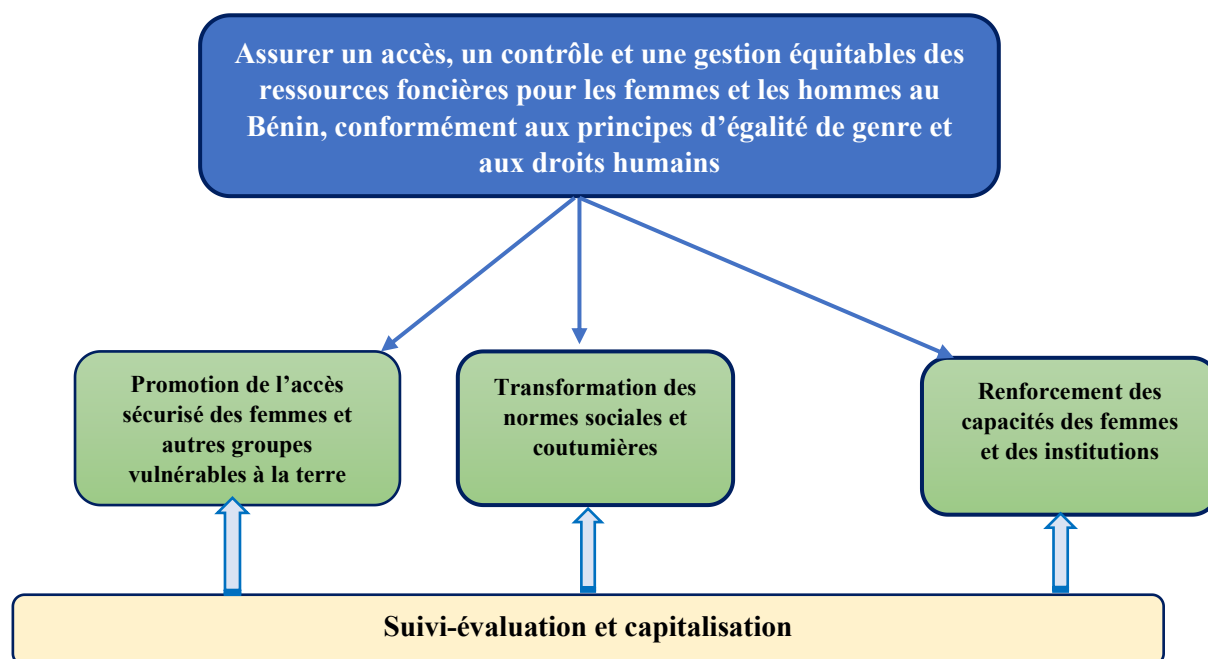 Assurer un accès, un contrôle et une gestion équitables des
ressources foncières pour les femmes et les hommes au
Bénin, conformément aux principes d’égalité de genre et
aux droits humains
Promotion de l’accès
sécurisé des femmes et
autres groupes
vulnérables à la terre
Transformation des
normes sociales et
coutumières
Renforcement des
capacités des femmes
et des institutions
Suivi-évaluation et capitalisation